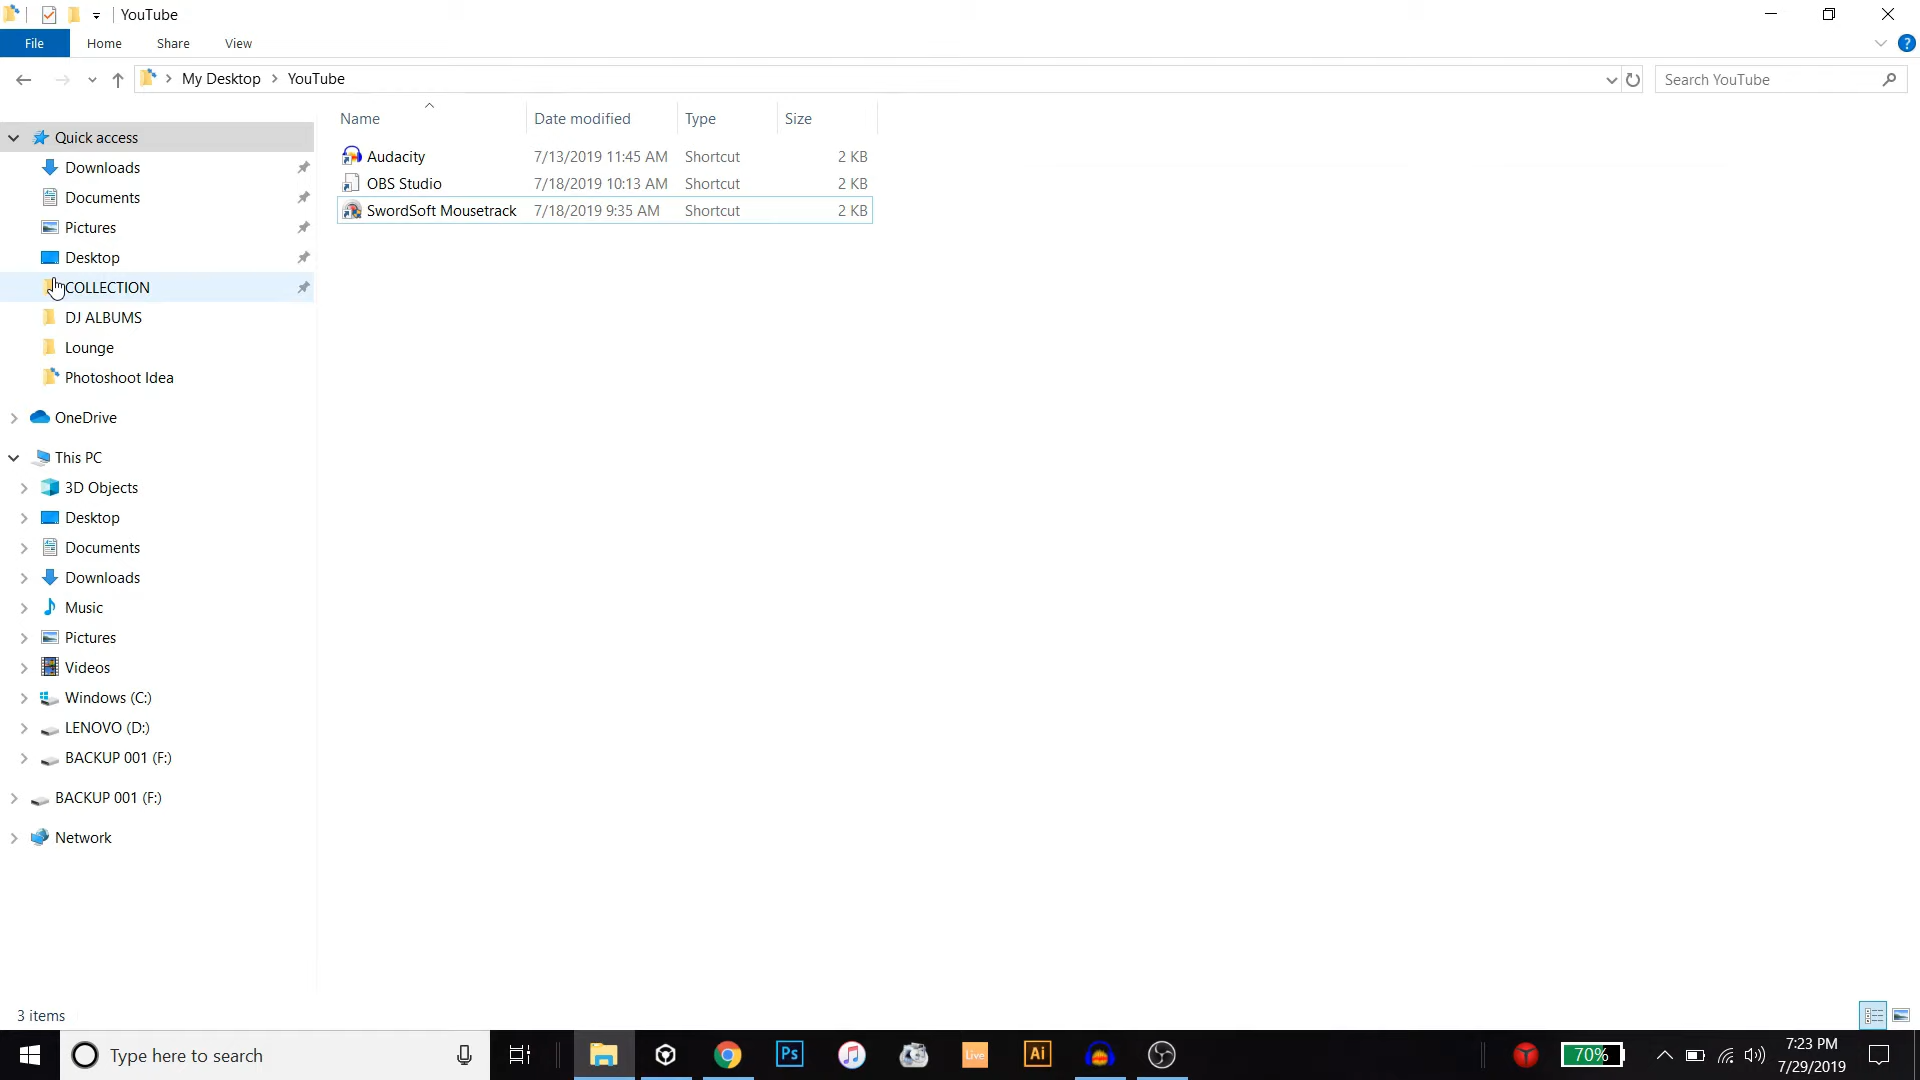 YouTube
File Home Share View
My Desktop YouTube
Search YouTube
Name Date modified Type Size
Quick access
Downloads
Documents
Pictures
Desktop
COLLECTION
DJ ALBUMS
Lounge
Photoshoot Idea
OneDrive
This PC
3D Objects
Desktop
Documents
Downloads
Music
Pictures
Videos
Windows (C:)
LENOVO (D:)
BACKUP 001 (F:)
BACKUP 001 (F:)
Network
Audacity 7/13/2019 11:45 AM Shortcut 2 KB
OBS Studio 7/18/2019 10:13 AM Shortcut 2 KB
SwordSoft Mousetrack 7/18/2019 9:35 AM Shortcut 2 KB
3 items
Type here to search
Ps
Live
Ai
70%
7:23 PM
7/29/2019